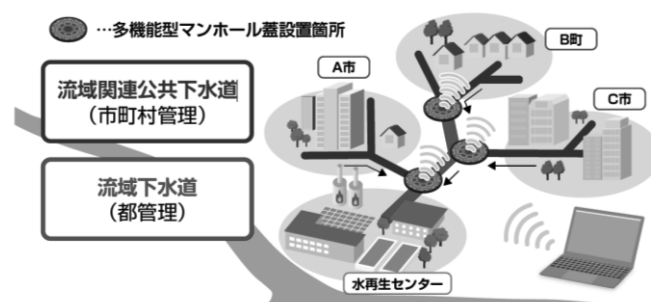 …多機能型マンホール蓋設置箇所
B町
A市
流域関連公共下水道
（市町村管理）
C市
流域下水道
（都管理）
水再生センター